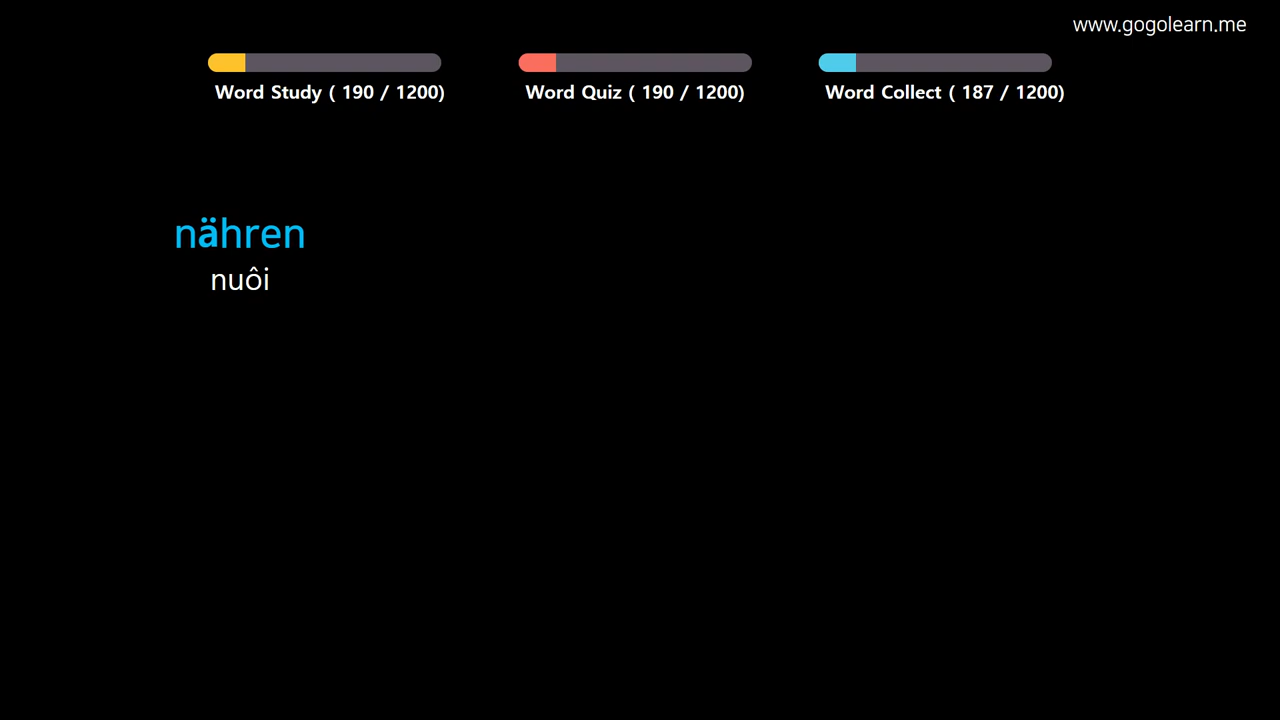 www.gogolearn.me
Word Study ( 190 / 1200)
Word Quiz ( 190 / 1200)
Word Collect ( 187 / 1200)
nähren
nuôi